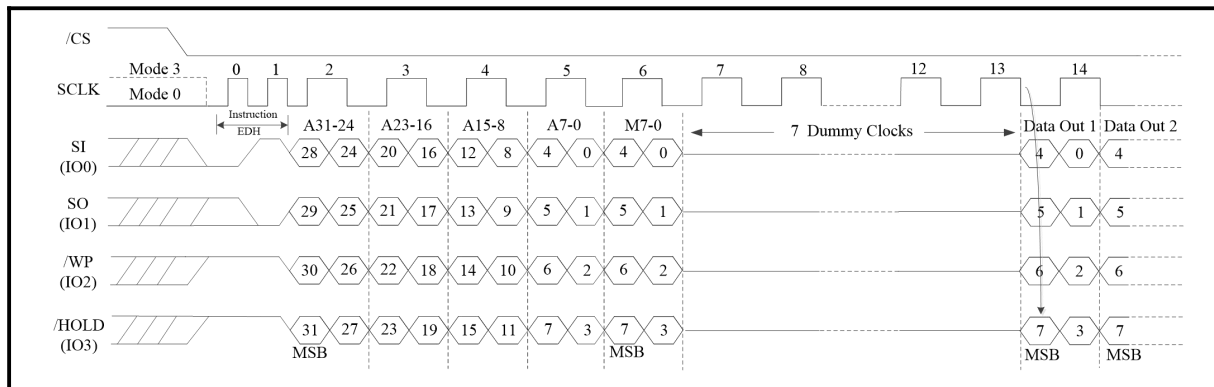 /CS
Mode 3
Mode 0
SCLK
0 1 2 3 4 5 6 7 8 12 13 14
Instruction
EDH
A31-24 A23-16 A15-8 A7-0 M7-0
7 Dummy Clocks
Data Out 1 Data Out 2
SI
(IO0)
28 24 20 16 12 8 4 0 4 0 4 0 4
SO
(IO1)
29 25 21 17 13 9 5 1 5 1 5 1 5
/WP
(IO2)
30 26 22 18 14 10 6 2 6 2 6 2 6
/HOLD
(IO3)
31 27 23 19 15 11 7 3 7 3 7 3 7
MSB MSB MSB MSB